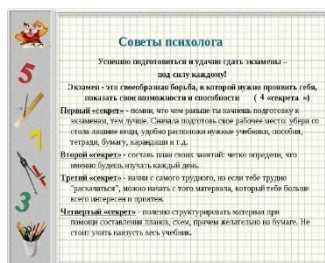 Советы психолога
Успешно подготовиться и удачно сдать экзамены –
под силу каждому!
Экзамен - это своеобразная борьба, в которой нужно проявить себя,
показать свои возможности и способности ( 4 «секрета »)
Первый «секрет» - помни, что чем раньше ты начнешь подготовку к
экзаменам, тем лучше. Сначала подготовь свое рабочее место: убери со
стола лишние вещи, удобно расположи нужные учебники, пособия,
тетради, бумагу, карандаши и т.д.
Второй «секрет» - составь план своих занятий: четко определи, что
именно будешь изучать каждый день.
Третий «секрет» - начни с самого трудного, но если тебе трудно
"раскачаться", можно начать с того материала, который тебе больше
всего интересен и приятен.
Четвертый «секрет» - полезно структурировать материал при
помощи составления планов, схем, причем желательно на бумаге. Не
стоит учить наизусть весь учебник.
5
7
3